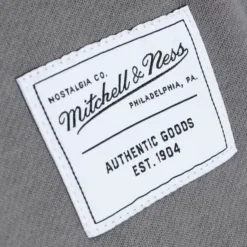 NOSTALGIA CO.
Mitchell & Ness
PHILADELPHIA, PA.
AUTHENTIC GOODS
EST. 1904